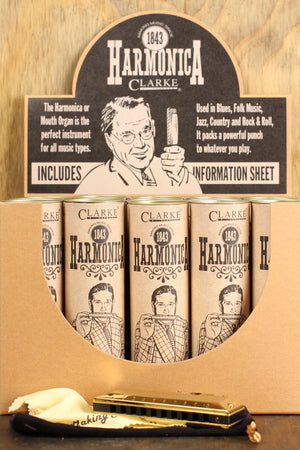 1843
HARMONICA
CLARKE®
The Harmonica or
Mouth Organ is the
perfect instrument
for all music types.
Used in Blues, Folk Music,
Jazz, Country and Rock & Roll,
It packs a powerful punch
to whatever you play.
INCLUDES
INFORMATION SHEET
CLARKE
1843
HARMONICA
CLARKE
1843
HARMONICA
CLARKE
1843
HARMONICA
Making